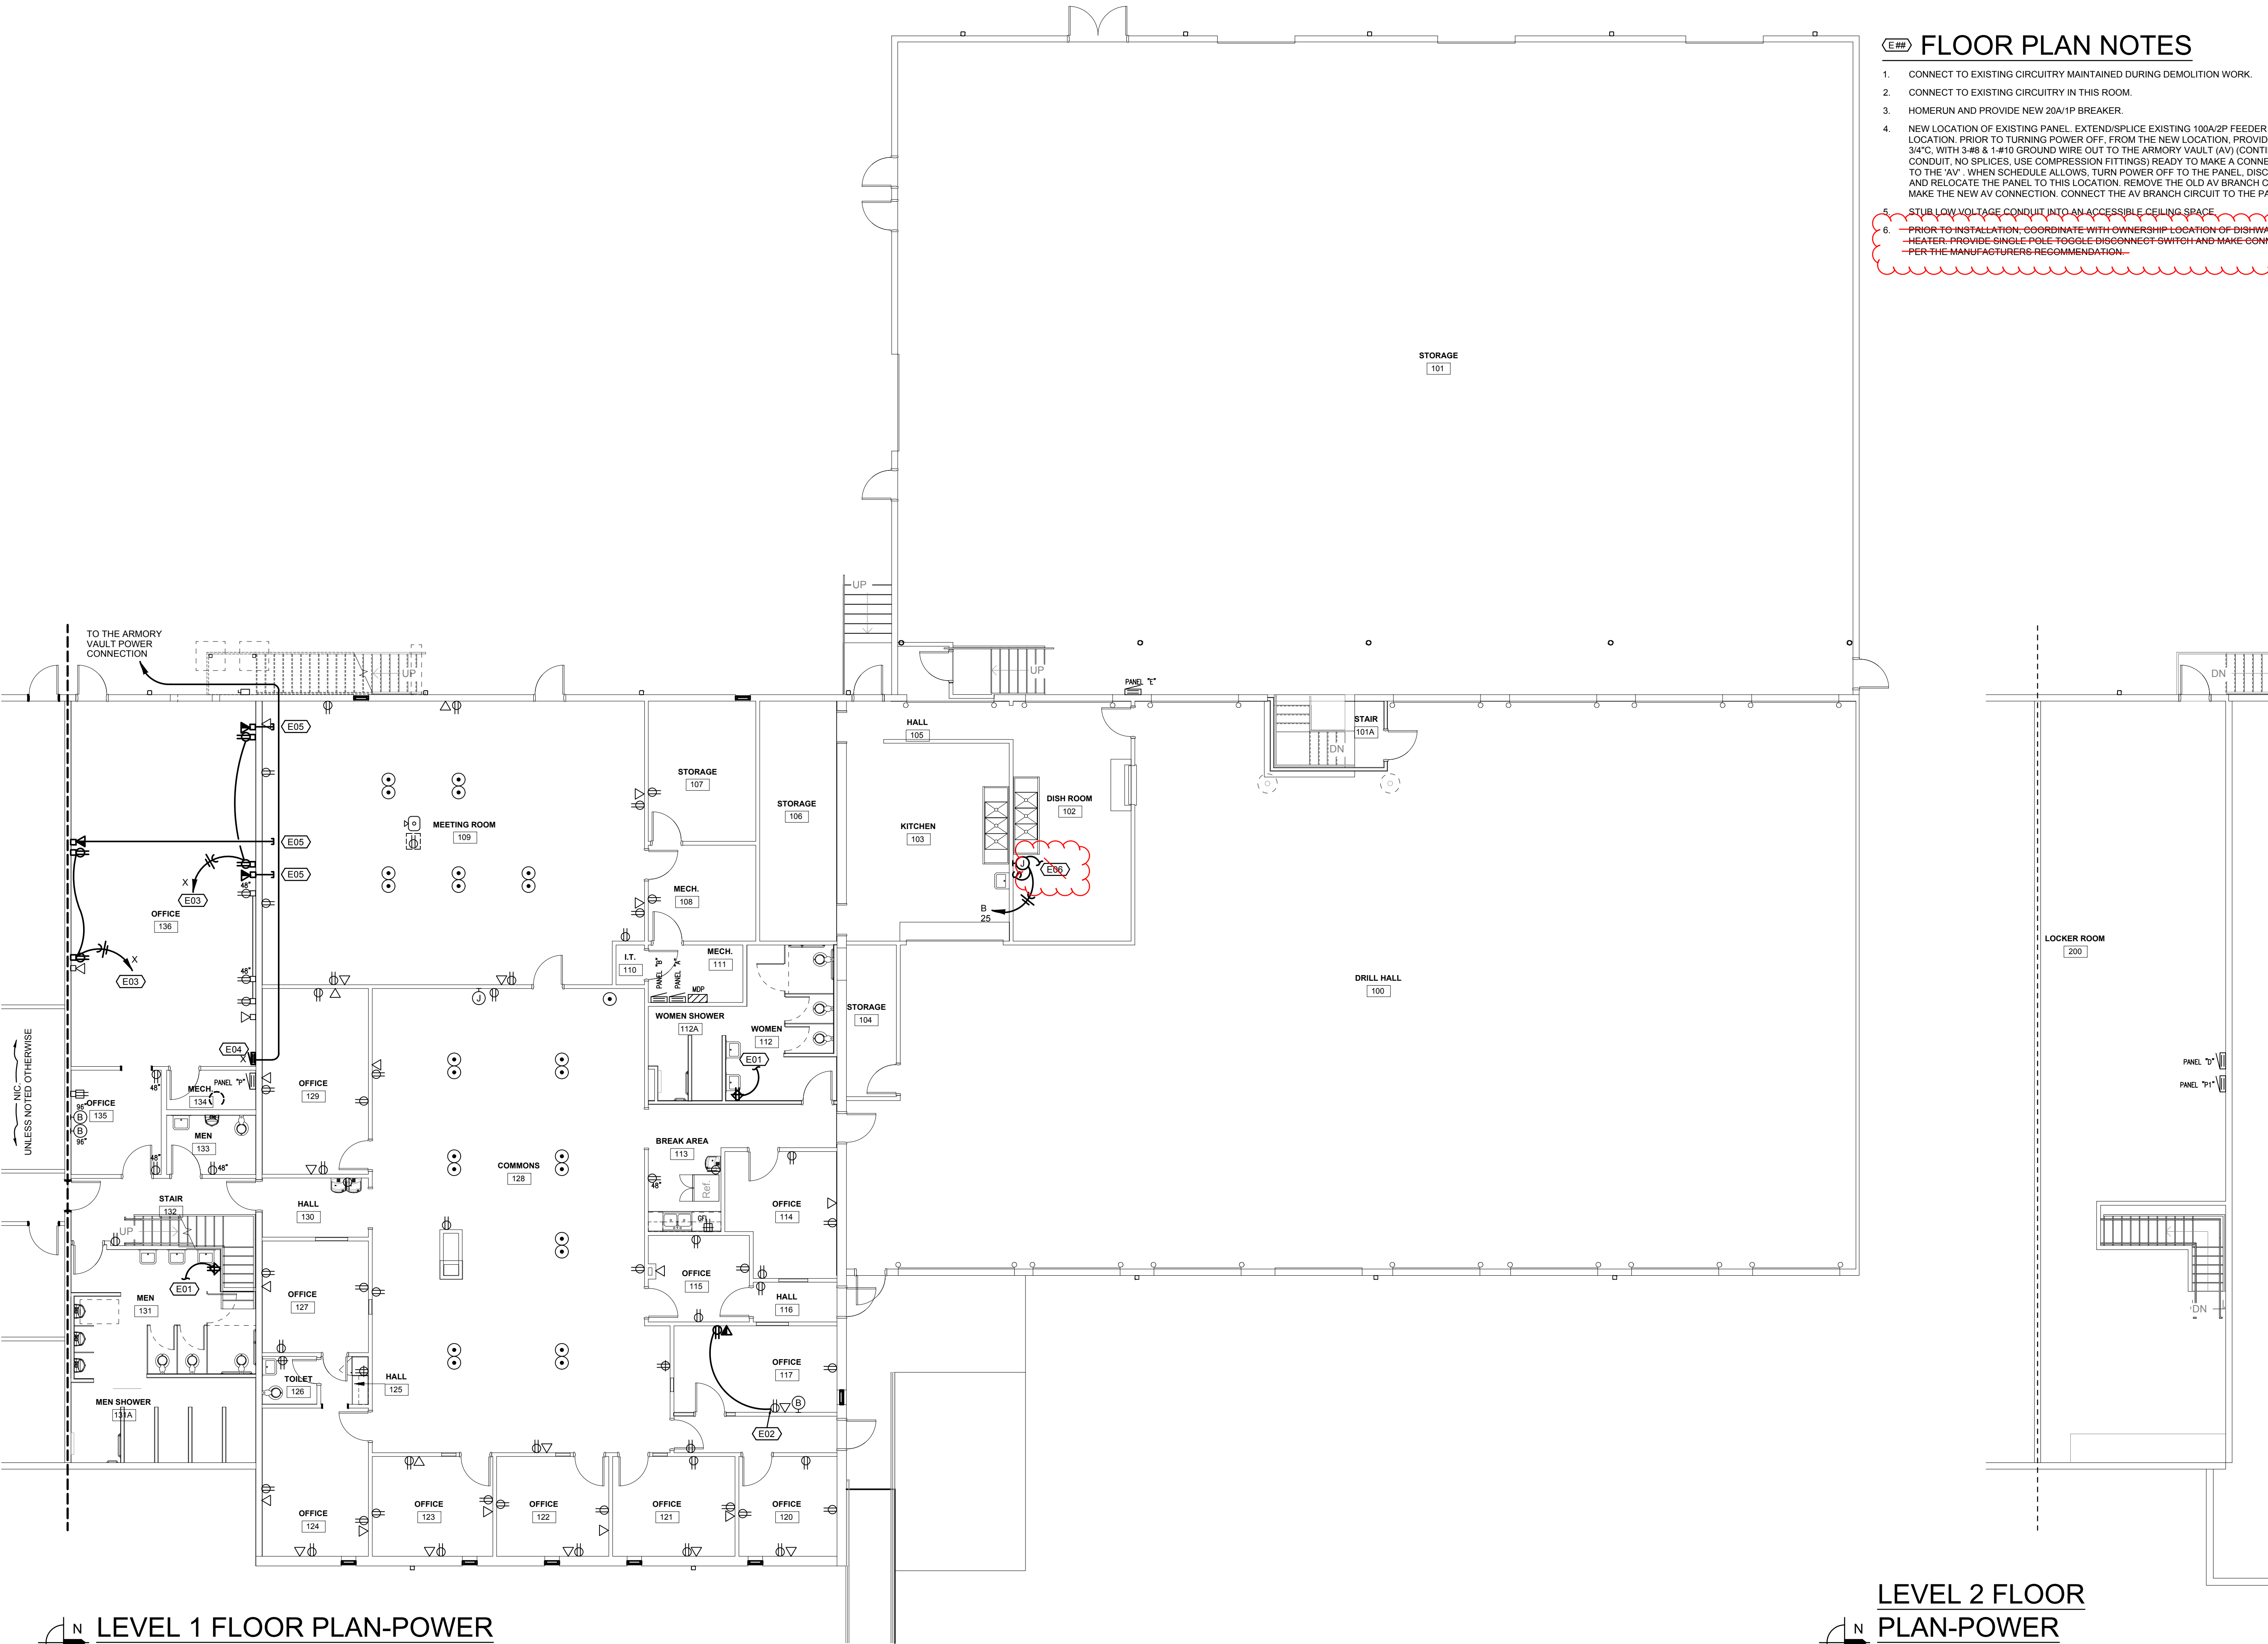 E## FLOOR PLAN NOTES
1. CONNECT TO EXISTING CIRCUITRY MAINTAINED DURING DEMOLITION WORK.
2. CONNECT TO EXISTING CIRCUITRY IN THIS ROOM.
3. HOMERUN AND PROVIDE NEW 20A/1P BREAKER.
4. NEW LOCATION OF EXISTING PANEL. EXTEND/SPLICE EXISTING 100A/2P FEEDER
LOCATION. PRIOR TO TURNING POWER OFF, FROM THE NEW LOCATION, PROVID
3/4"C, WITH 3-#8 & 1-#10 GROUND WIRE OUT TO THE ARMORY VAULT (AV) (CONTI
CONDUIT, NO SPLICES, USE COMPRESSION FITTINGS) READY TO MAKE A CONNE
TO THE 'AV' . WHEN SCHEDULE ALLOWS, TURN POWER OFF TO THE PANEL, DISC
AND RELOCATE THE PANEL TO THIS LOCATION. REMOVE THE OLD AV BRANCH C
MAKE THE NEW AV CONNECTION. CONNECT THE AV BRANCH CIRCUIT TO THE PA
5. STUB LOW VOLTAGE CONDUIT INTO AN ACCESSIBLE CEILING SPACE
6. PRIOR TO INSTALLATION, COORDINATE WITH OWNERSHIP LOCATION OF DISHWA
HEATER. PROVIDE SINGLE POLE TOGGLE DISCONNECT SWITCH AND MAKE CONN
PER THE MANUFACTURERS RECOMMENDATION.
STORAGE
101
UP
TO THE ARMORY
VAULT POWER
CONNECTION
UP
UP
PANEL "E"
DN
E05
HALL
105
STAIR
101A
DN
STORAGE
107
STORAGE
106
DISH ROOM
102
MEETING ROOM
109
KITCHEN
103
E05
J
E06
S
E05
48"
X
E03
MECH.
108
B
25
OFFICE
136
LOCKER ROOM
200
X
E03
48"
I.T.
110
PANEL "B"
PANEL "A"
MECH.
111
MDP
DRILL HALL
100
J
STORAGE
104
WOMEN SHOWER
112A
WOMEN
112
E01
NIC
UNLESS NOTED OTHERWISE
E04
X
PANEL "P"
48"
MECH.
134
OFFICE
129
96"
OFFICE
135
B
B
96"
PANEL "D"
PANEL "P1"
MEN
133
48"
48"
BREAK AREA
113
COMMONS
128
48"
Ref.
STAIR
132
UP
HALL
130
OFFICE
114
GFI
E01
MEN
131
OFFICE
127
OFFICE
115
HALL
116
DN
OFFICE
117
TOILET
126
HALL
125
MEN SHOWER
131A
B
E02
OFFICE
124
OFFICE
123
OFFICE
122
OFFICE
121
OFFICE
120
N LEVEL 1 FLOOR PLAN-POWER
LEVEL 2 FLOOR
N PLAN-POWER